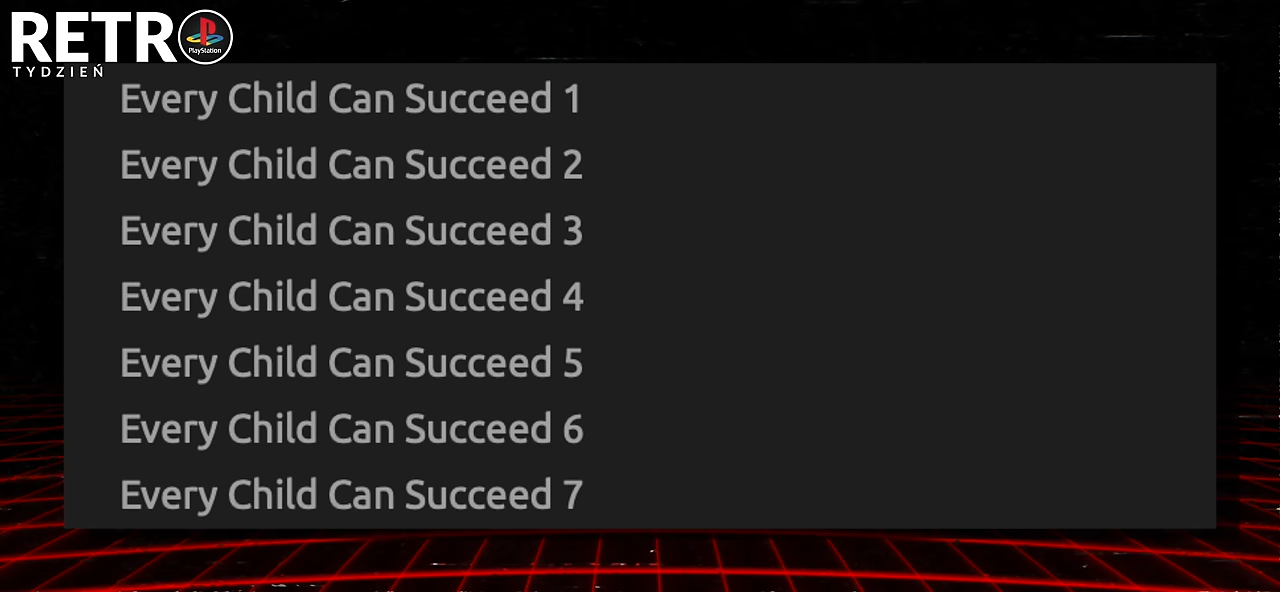 RETRO
PlayStation
TYDZIEŃ
Every Child Can Succeed 1
Every Child Can Succeed 2
Every Child Can Succeed 3
Every Child Can Succeed 4
Every Child Can Succeed 5
Every Child Can Succeed 6
Every Child Can Succeed 7